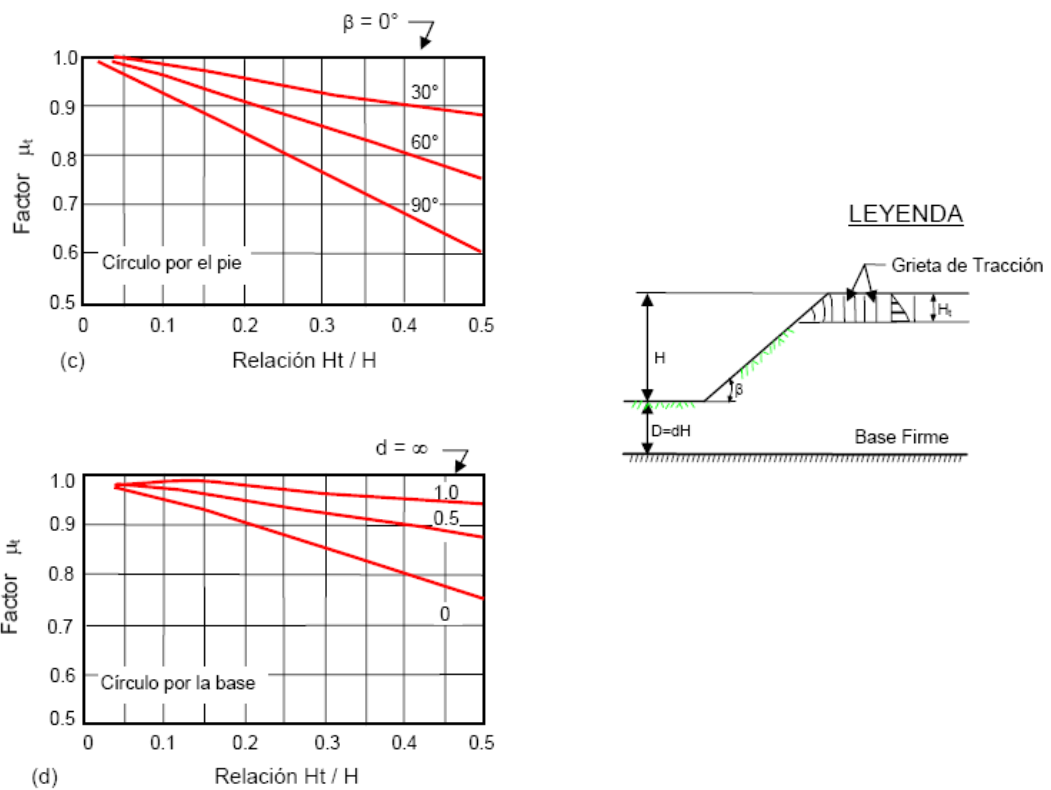 β = 0°
1.0
0.9
0.8
0.7
0.6
0.5
Factor μt
30°
60°
90°
Círculo por el pie
0 0.1 0.2 0.3 0.4 0.5
(c) Relación Ht / H
d = ∞
1.0
0.9
0.8
0.7
0.6
0.5
Factor μt
1.0
0.5
0
Círculo por la base
0 0.1 0.2 0.3 0.4 0.5
(d) Relación Ht / H
LEYENDA
Grieta de Tracción
Ht
H
β
D=dH
Base Firme